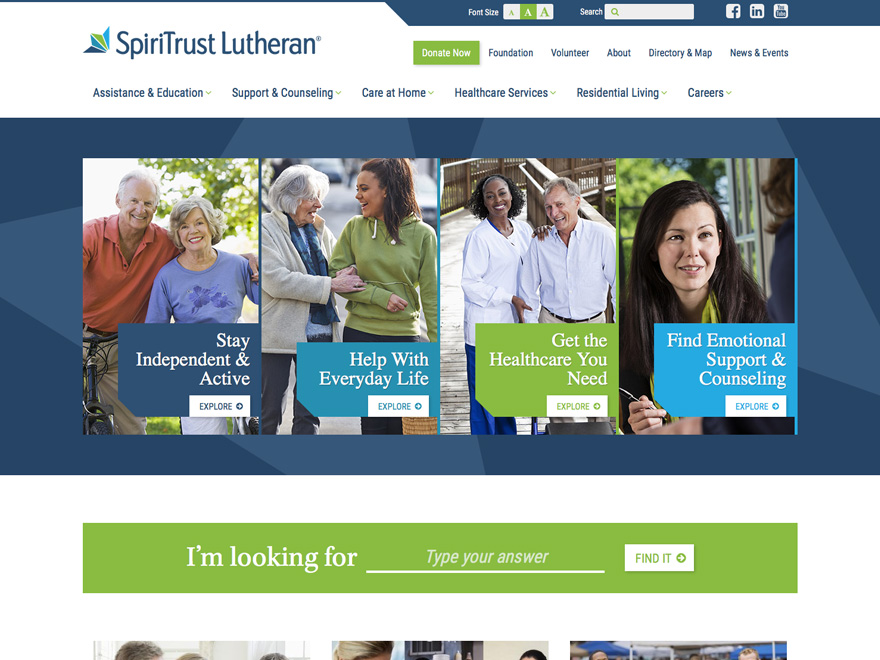 Font Size A A A Search
SpiriTrust Lutheran®
Donate Now Foundation Volunteer About Directory & Map News & Events
Assistance & Education Support & Counseling Care at Home Healthcare Services Residential Living Careers
Stay
Independent &
Active
EXPLORE
Help With
Everyday Life
EXPLORE
Get the
Healthcare You
Need
EXPLORE
Find Emotional
Support &
Counseling
EXPLORE
I'm looking for Type your answer FIND IT